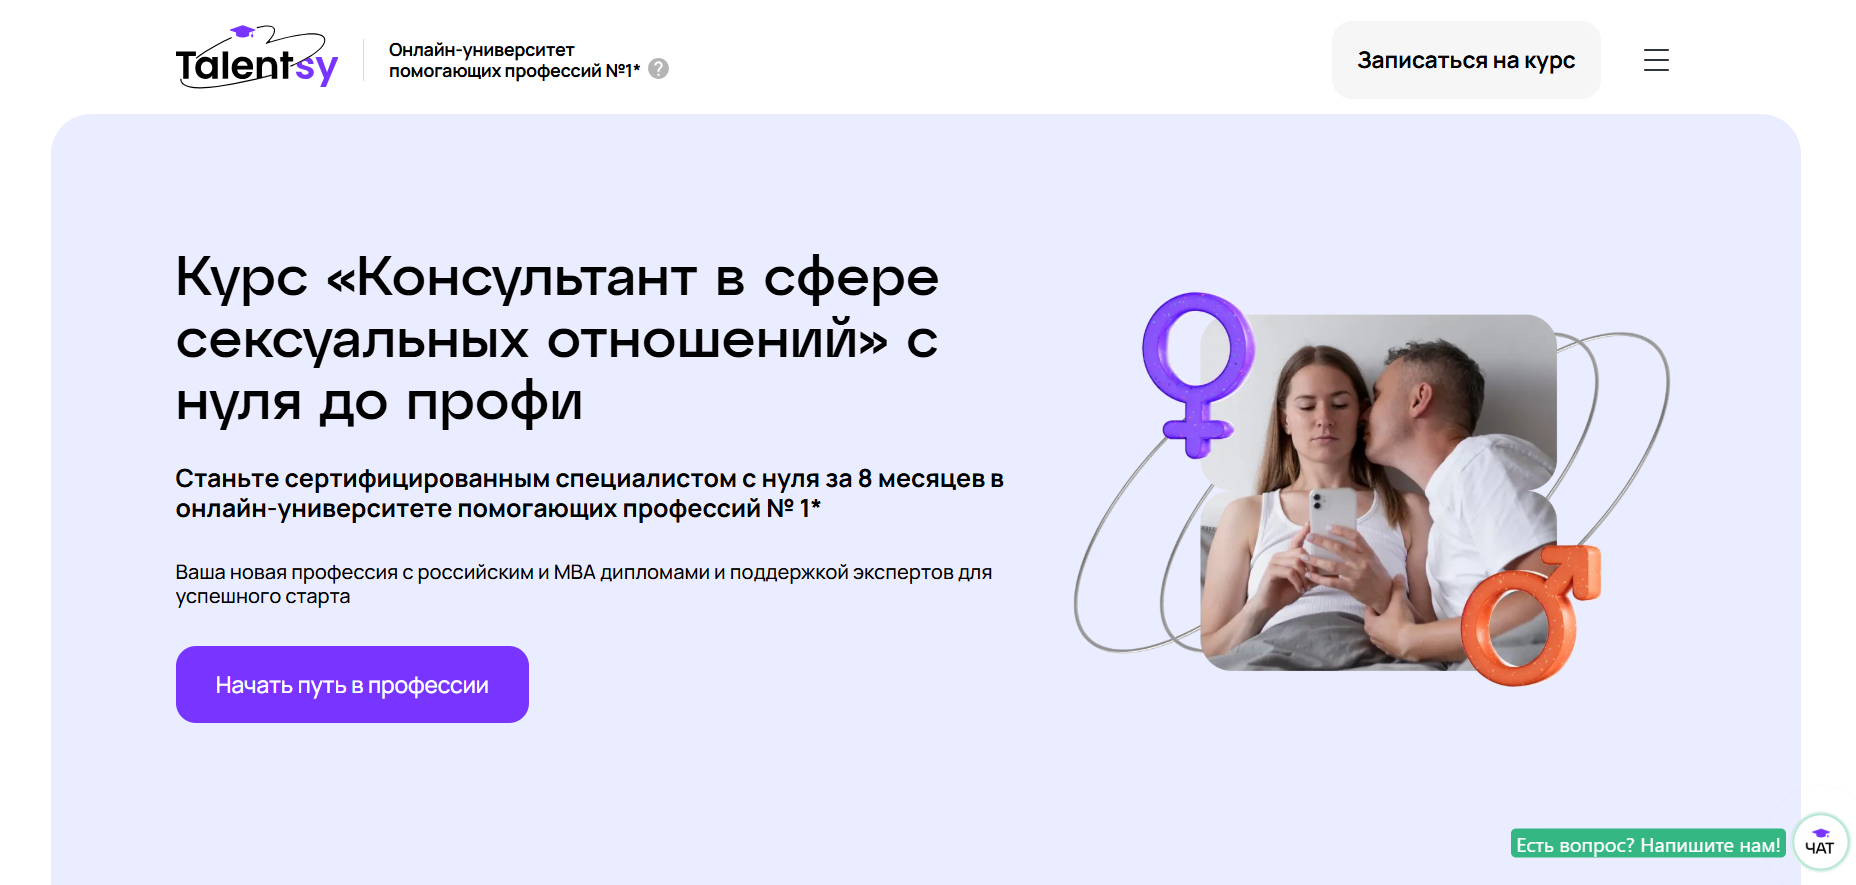 Talentsy
Онлайн-университет
помогающих профессий №1*
?
Записаться на курс
Курс «Консультант в сфере
сексуальных отношений» с
нуля до профи
Станьте сертифицированным специалистом с нуля за 8 месяцев в
онлайн-университете помогающих профессий № 1*
Ваша новая профессия с российским и MBA дипломами и поддержкой экспертов для
успешного старта
Начать путь в профессии
Есть вопрос? Напишите нам!
ЧАТ